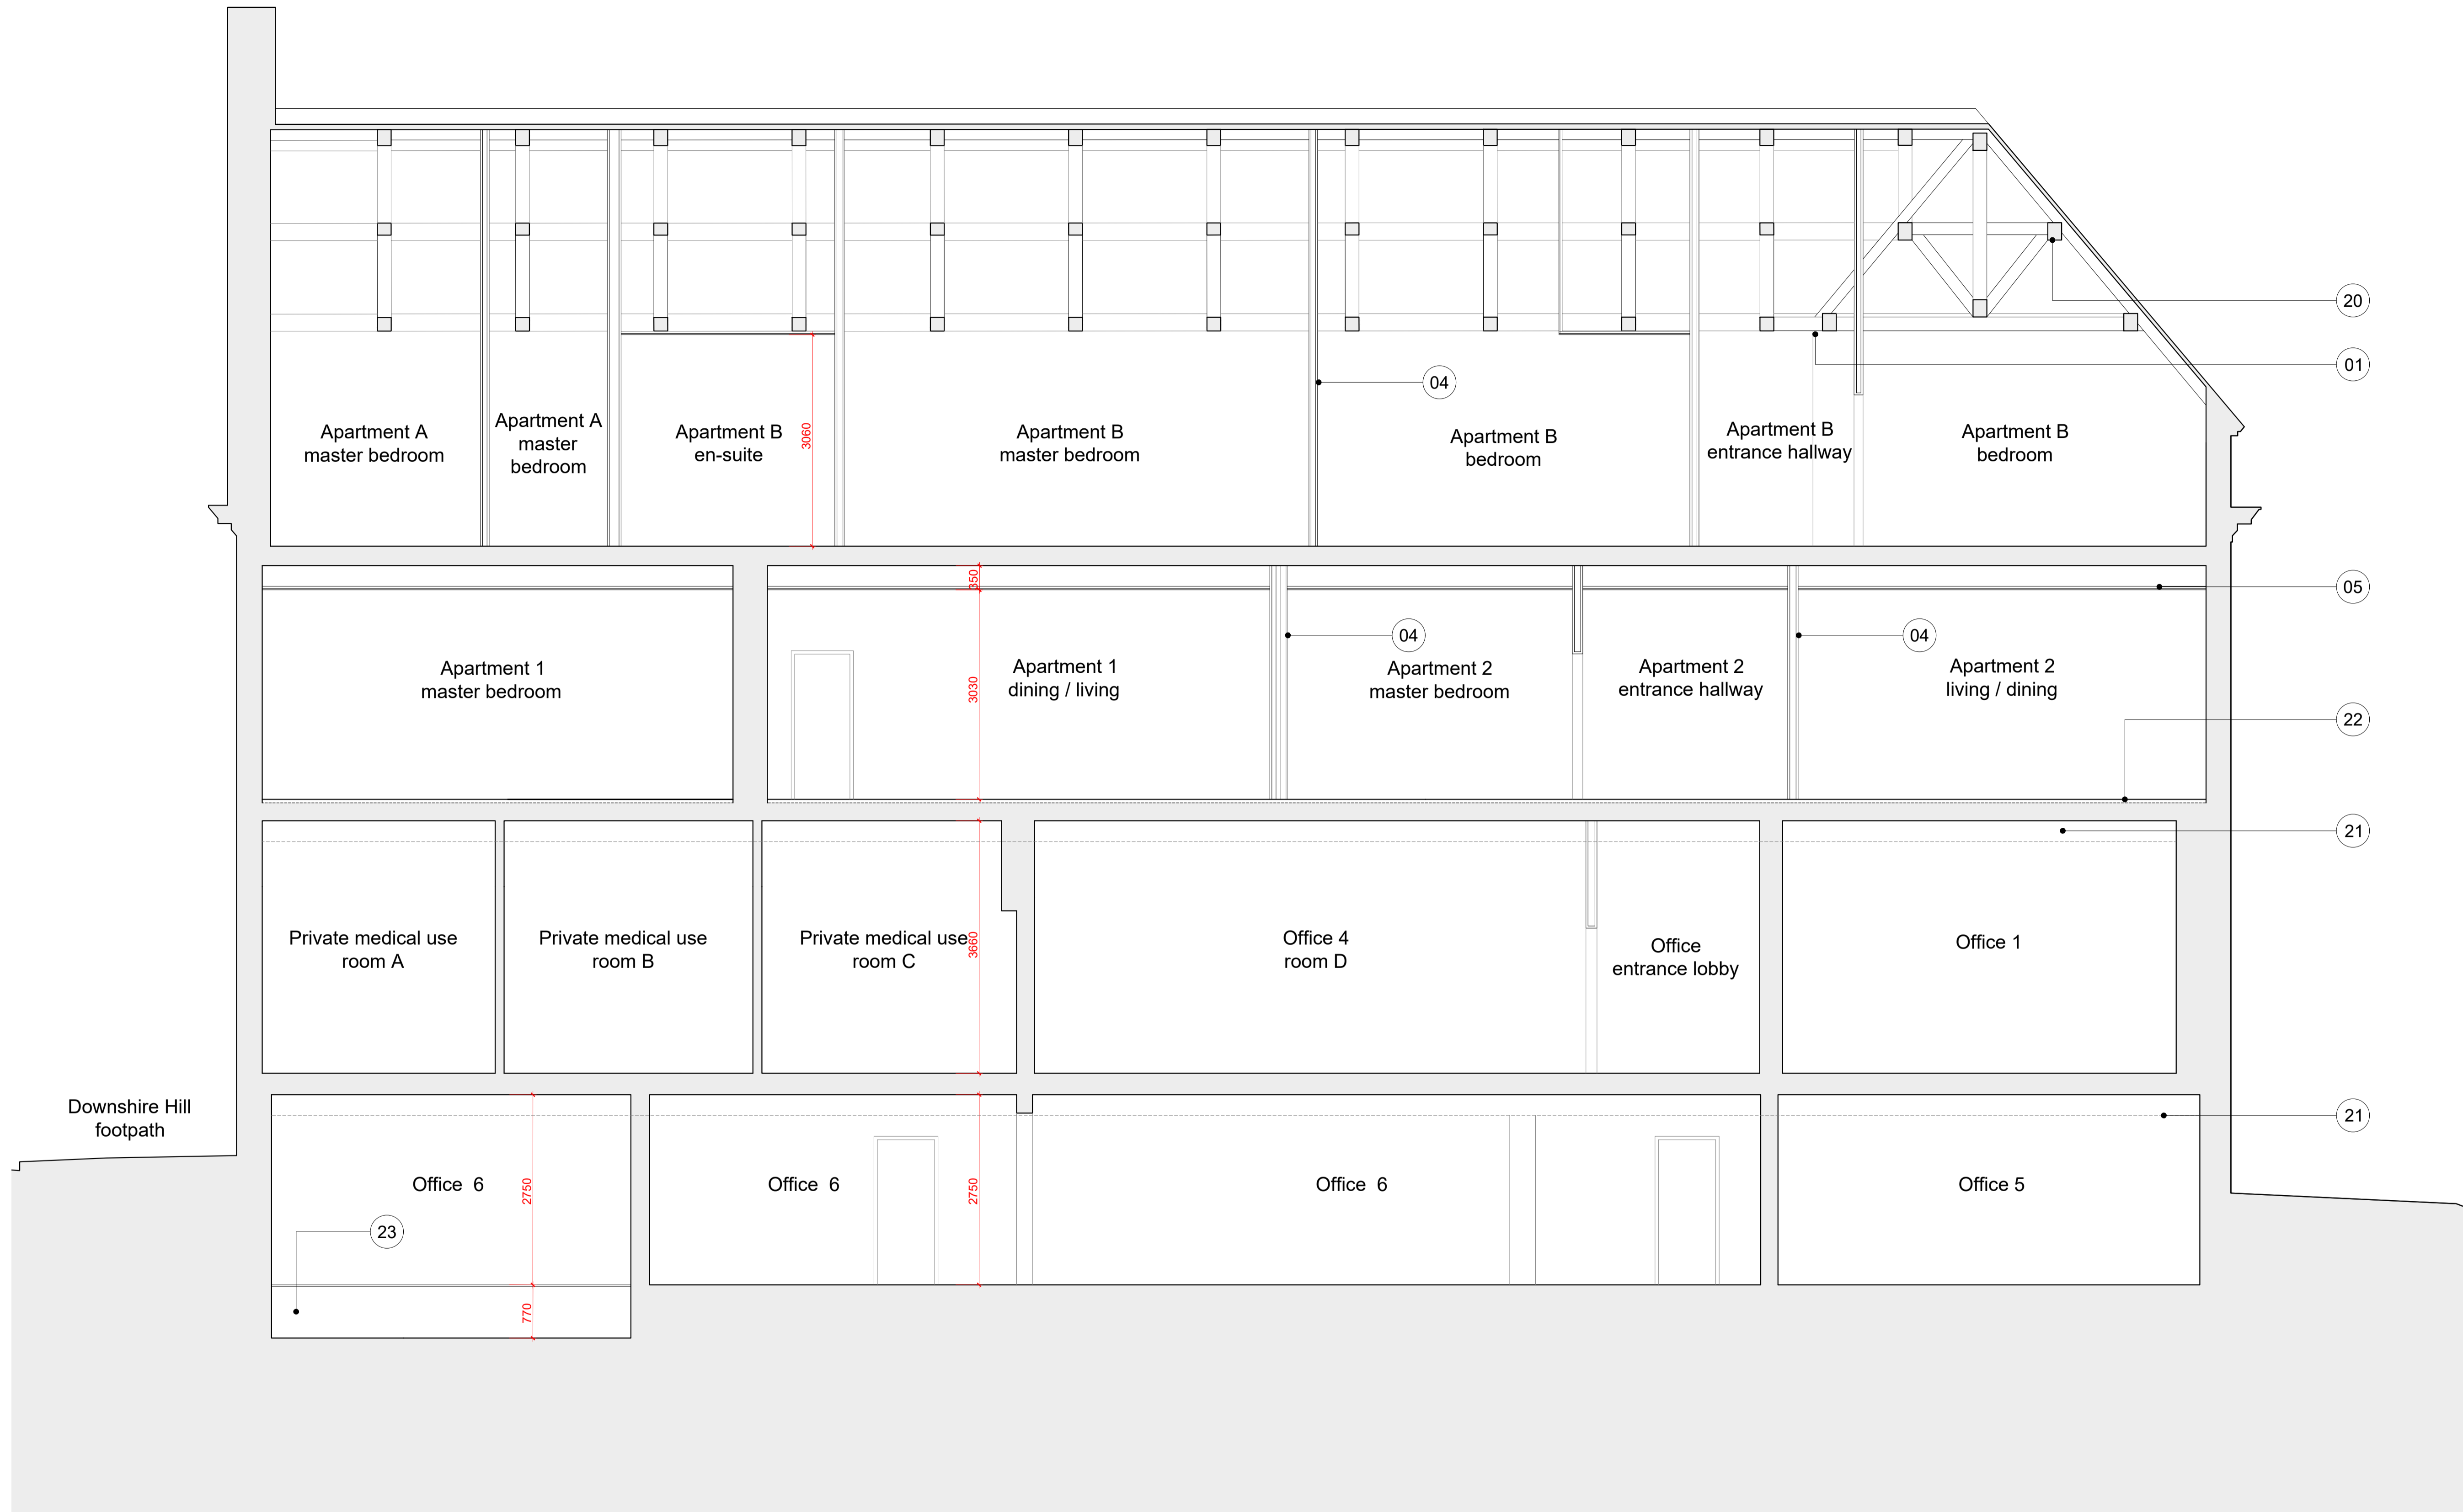 20
01
04
Apartment A
master bedroom
Apartment A
master
bedroom
Apartment B
en-suite
3060
Apartment B
master bedroom
Apartment B
bedroom
Apartment B
entrance hallway
Apartment B
bedroom
350
05
04
04
Apartment 1
master bedroom
Apartment 1
dining / living
3030
Apartment 2
master bedroom
Apartment 2
entrance hallway
Apartment 2
living / dining
22
21
Private medical use
room A
Private medical use
room B
Private medical use
room C
3660
Office 4
room D
Office
entrance lobby
Office 1
Downshire Hill
footpath
21
Office 6
2750
Office 6
2750
Office 6
Office 5
23
770